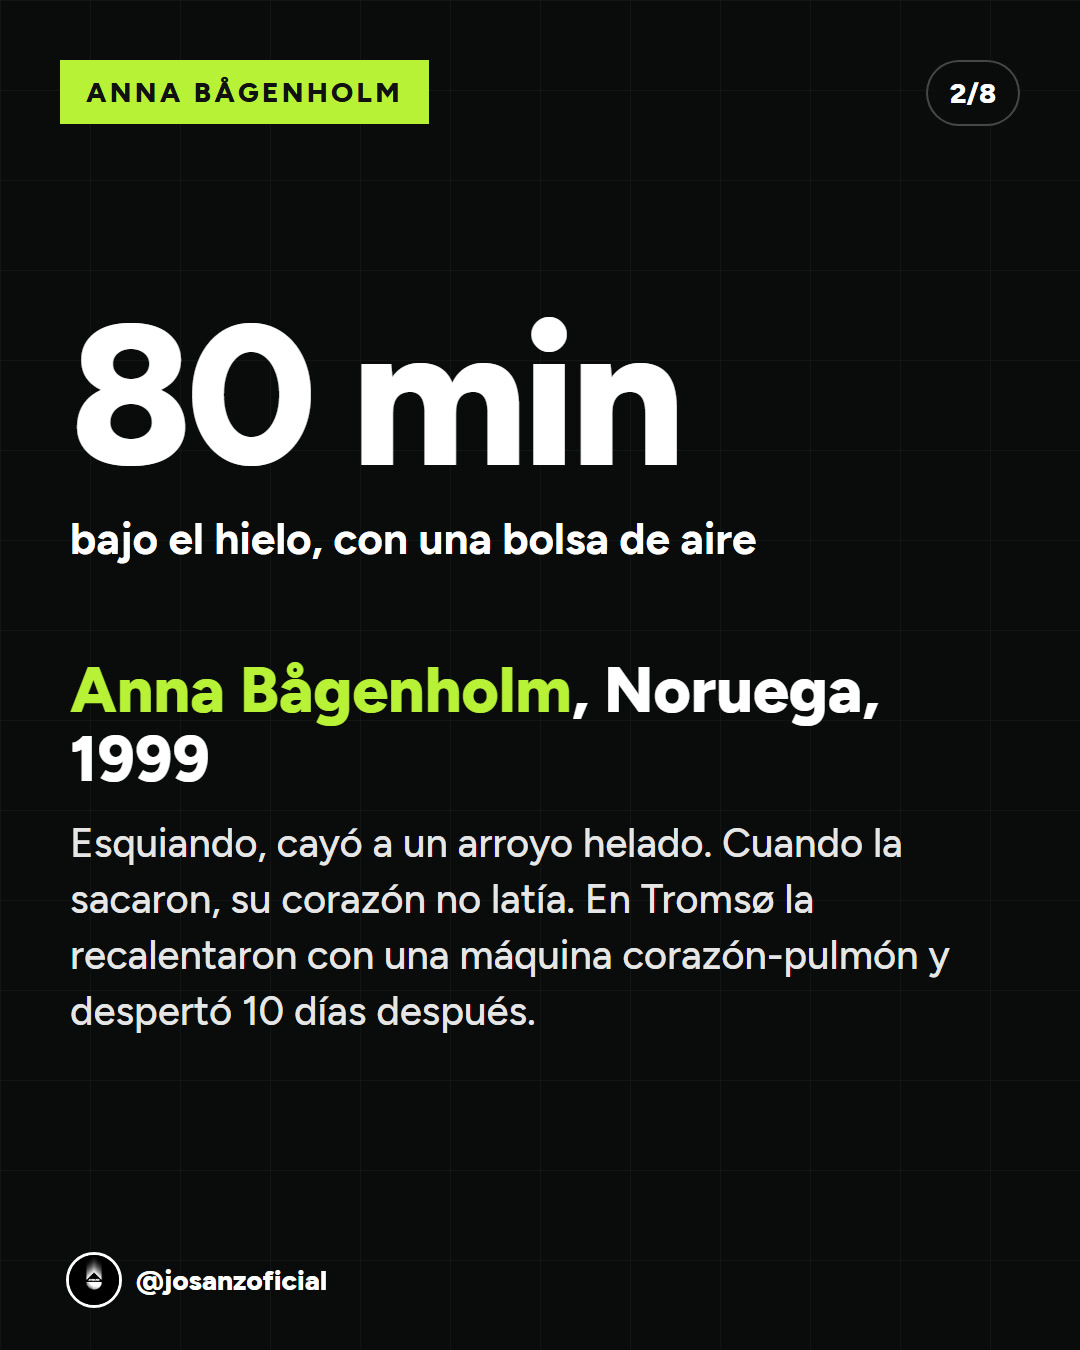 ANNA BÅGENHOLM
2/8
80 min
bajo el hielo, con una bolsa de aire
Anna Bågenholm, Noruega,
1999
Esquiando, cayó a un arroyo helado. Cuando la
sacaron, su corazón no latía. En Tromsø la
recalentaron con una máquina corazón-pulmón y
despertó 10 días después.
@josanzoficial